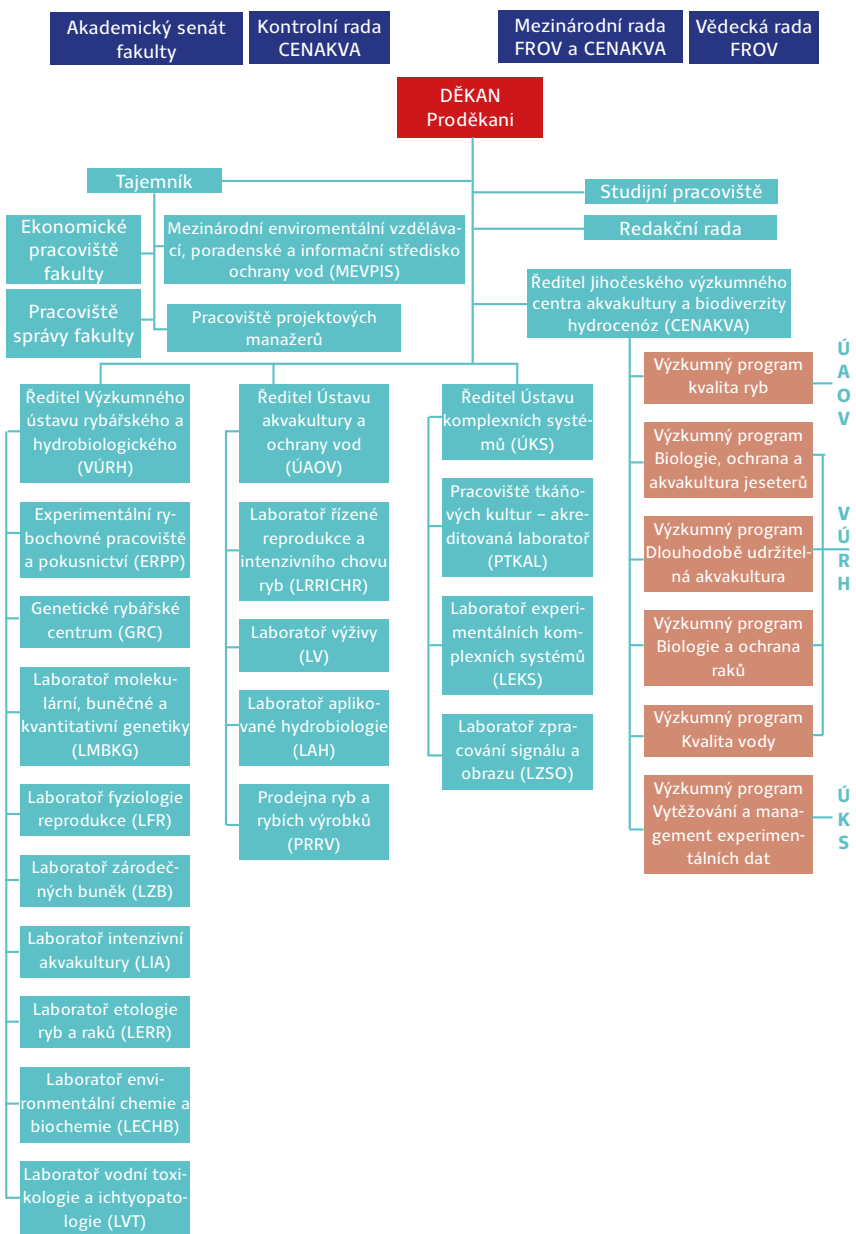 Akademický senát
fakulty
Kontrolní rada
CENAKVA
Mezinárodní rada
FROV a CENAKVA
Vědecká rada
FROV
DĚKAN
Proděkani
Tajemník
Studijní pracoviště
Redakční rada
Ekonomické
pracoviště
fakulty
Mezinárodní enviromentální vzděláva-
cí, poradenské a informační středisko
ochrany vod (MEVPIS)
Pracoviště
správy fakulty
Pracoviště projektových
manažerů
Ředitel Jihočeského výzkumného
centra akvakultury a biodiverzity
hydrocenóz (CENAKVA)
Ředitel Výzkumného
ústavu rybářského a
hydrobiologického
(VÚRH)
Experimentální ry-
bochovné pracoviště
a pokusnictví (ERPP)
Genetické rybářské
centrum (GRC)
Laboratoř moleku-
lární, buněčné a
kvantitativní genetiky
(LMBKG)
Laboratoř fyziologie
reprodukce (LFR)
Laboratoř zárodeč-
ných buněk (LZB)
Laboratoř intenzivní
akvakultury (LIA)
Laboratoř etologie
ryb a raků (LERR)
Laboratoř envi-
ronmentální chemie a
biochemie (LECHB)
Laboratoř vodní toxi-
kologie a ichtyopato-
logie (LVT)
Ředitel Ústavu
akvakultury a
ochrany vod
(ÚAOV)
Laboratoř řízené
reprodukce a
intenzivního chovu
ryb (LRRICHR)
Laboratoř výživy
(LV)
Laboratoř apliko-
vané hydrobiologie
(LAH)
Prodejna ryb a
rybích výrobků
(PRRV)
Ředitel Ústavu
komplexních systé-
mů (ÚKS)
Pracoviště tkáňo-
vých kultur – akre-
ditovaná laboratoř
(PTKAL)
Laboratoř experi-
mentálních kom-
plexních systémů
(LEKS)
Laboratoř zpra-
cování signálu a
obrazu (LZSO)
Výzkumný program
kvalita ryb
Výzkumný program
Biologie, ochrana a
akvakultura jeseterů
Výzkumný program
Dlouhodobě udržitel-
ná akvakultura
Výzkumný program
Biologie a ochrana
raků
Výzkumný program
Kvalita vody
Výzkumný program
Vytěžování a mana-
gement experimen-
tálních dat
Ú
A
O
V
V
Ú
R
H
Ú
K
S